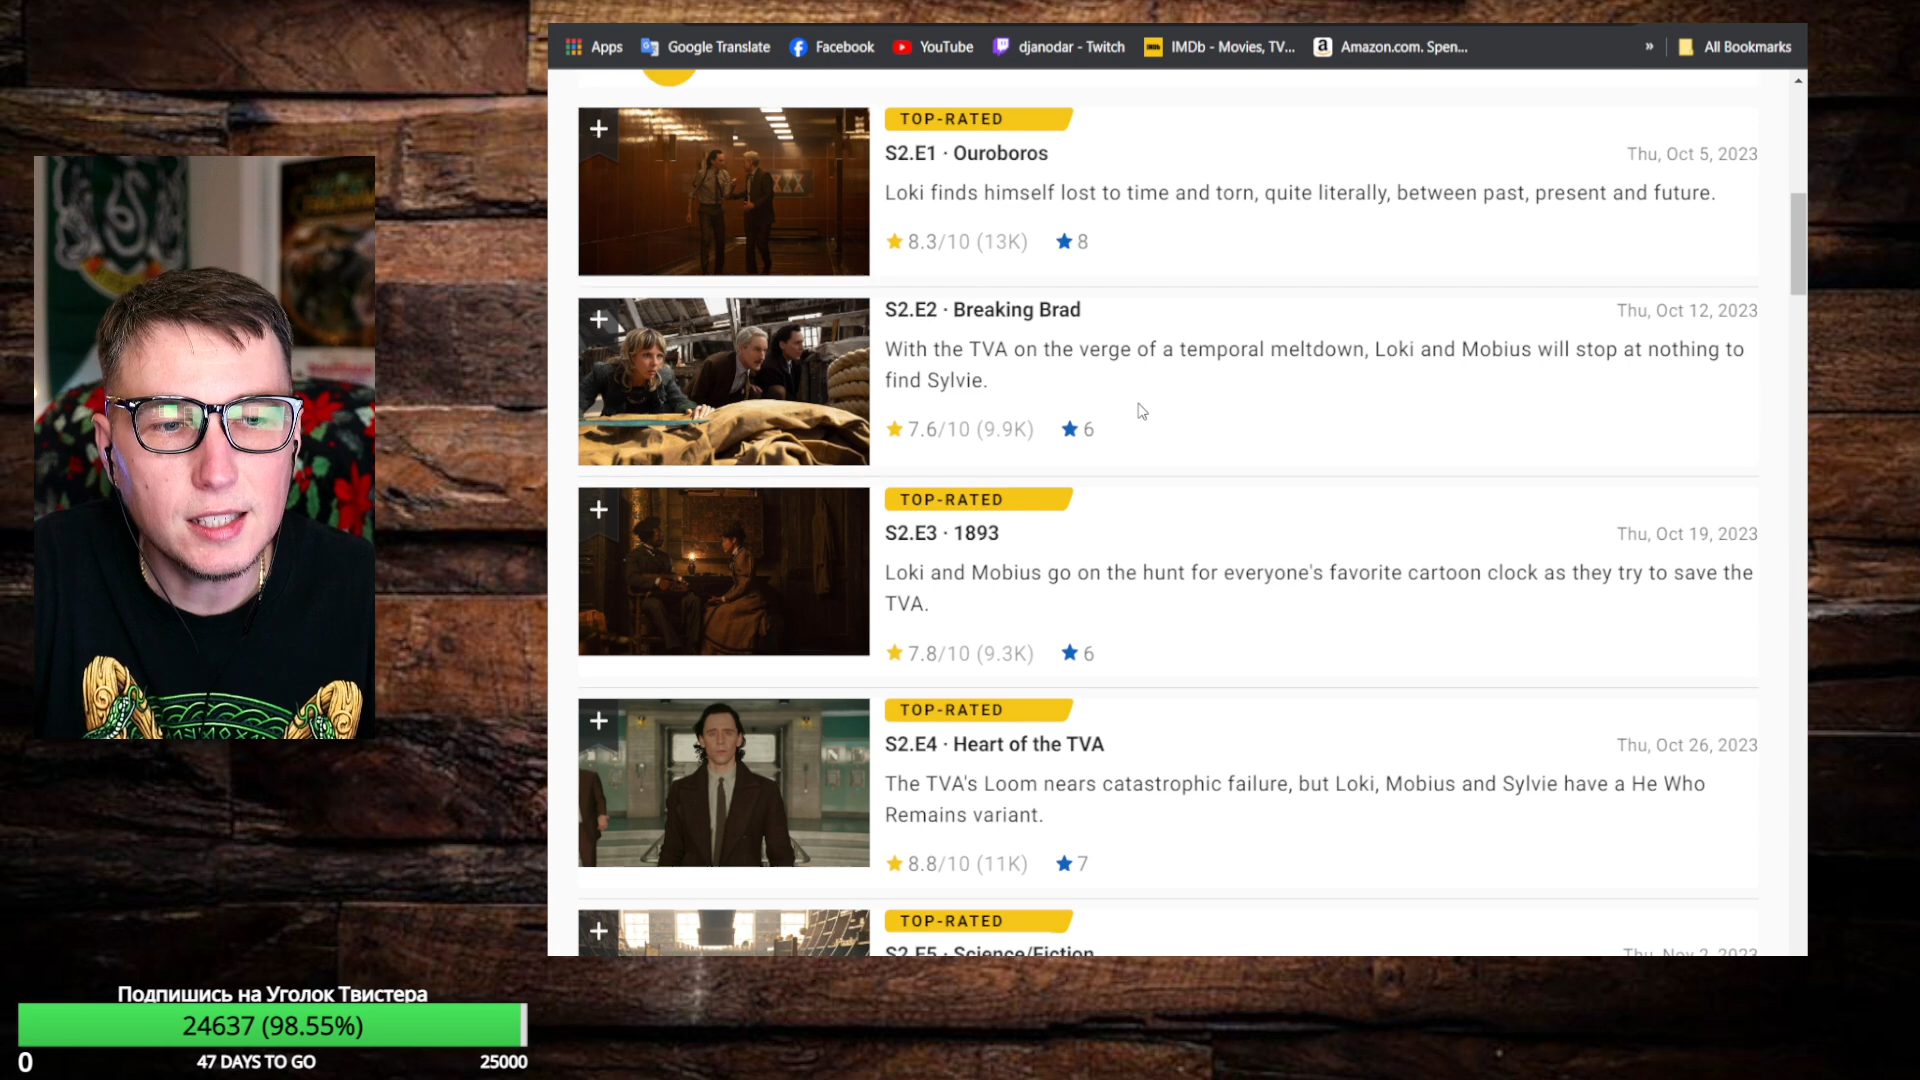 Apps Google Translate Facebook YouTube djanodar - Twitch IMDb - Movies, TV... Amazon.com. Spen... » All Bookmarks
TOP-RATED
S2.E1 · Ouroboros Thu, Oct 5, 2023
Loki finds himself lost to time and torn, quite literally, between past, present and future.
8.3/10 (13K) 8
S2.E2 · Breaking Brad Thu, Oct 12, 2023
With the TVA on the verge of a temporal meltdown, Loki and Mobius will stop at nothing to
find Sylvie.
7.6/10 (9.9K) 6
TOP-RATED
S2.E3 · 1893 Thu, Oct 19, 2023
Loki and Mobius go on the hunt for everyone's favorite cartoon clock as they try to save the
TVA.
7.8/10 (9.3K) 6
TOP-RATED
S2.E4 · Heart of the TVA Thu, Oct 26, 2023
The TVA's Loom nears catastrophic failure, but Loki, Mobius and Sylvie have a He Who
Remains variant.
8.8/10 (11K) 7
TOP-RATED
S2.E5 · Science/Fiction Thu, Nov 2, 2023
Подпишись на Уголок Твистера
24637 (98.55%)
0 47 DAYS TO GO 25000